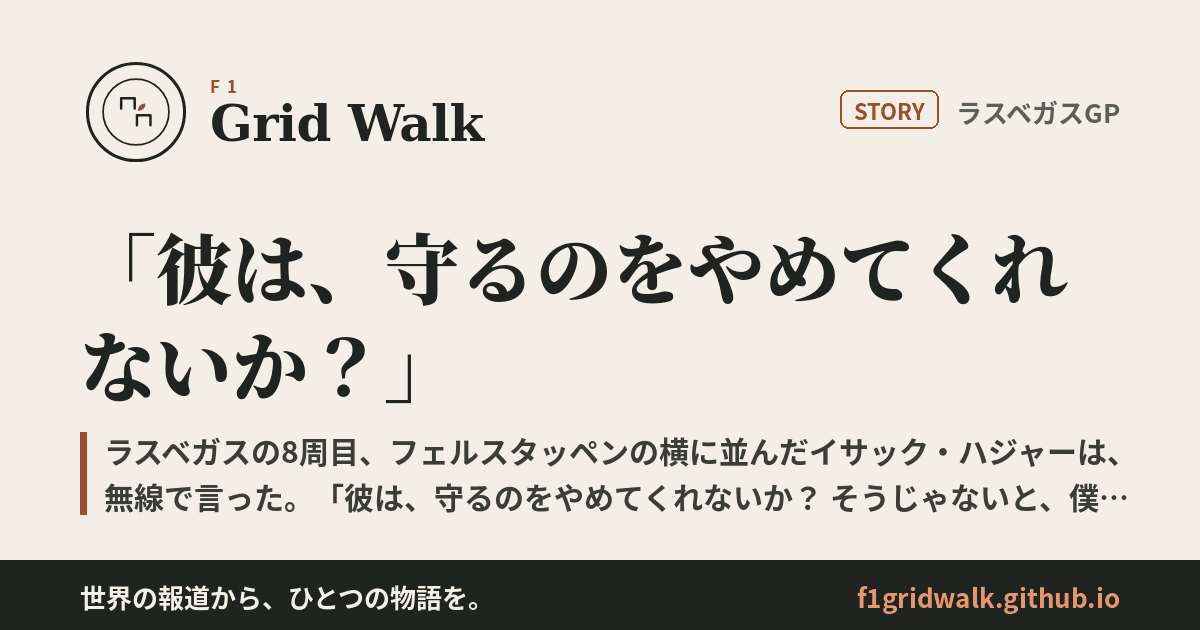 F1
Grid Walk
STORY ラスベガスGP
「彼は、守るのをやめてくれ
ないか？」
ラスベガスの8周目、フェルスタッペンの横に並んだイサック・ハジャーは、
無線で言った。「彼は、守るのをやめてくれないか？ そうじゃないと、僕…
世界の報道から、ひとつの物語を。
f1gridwalk.github.io